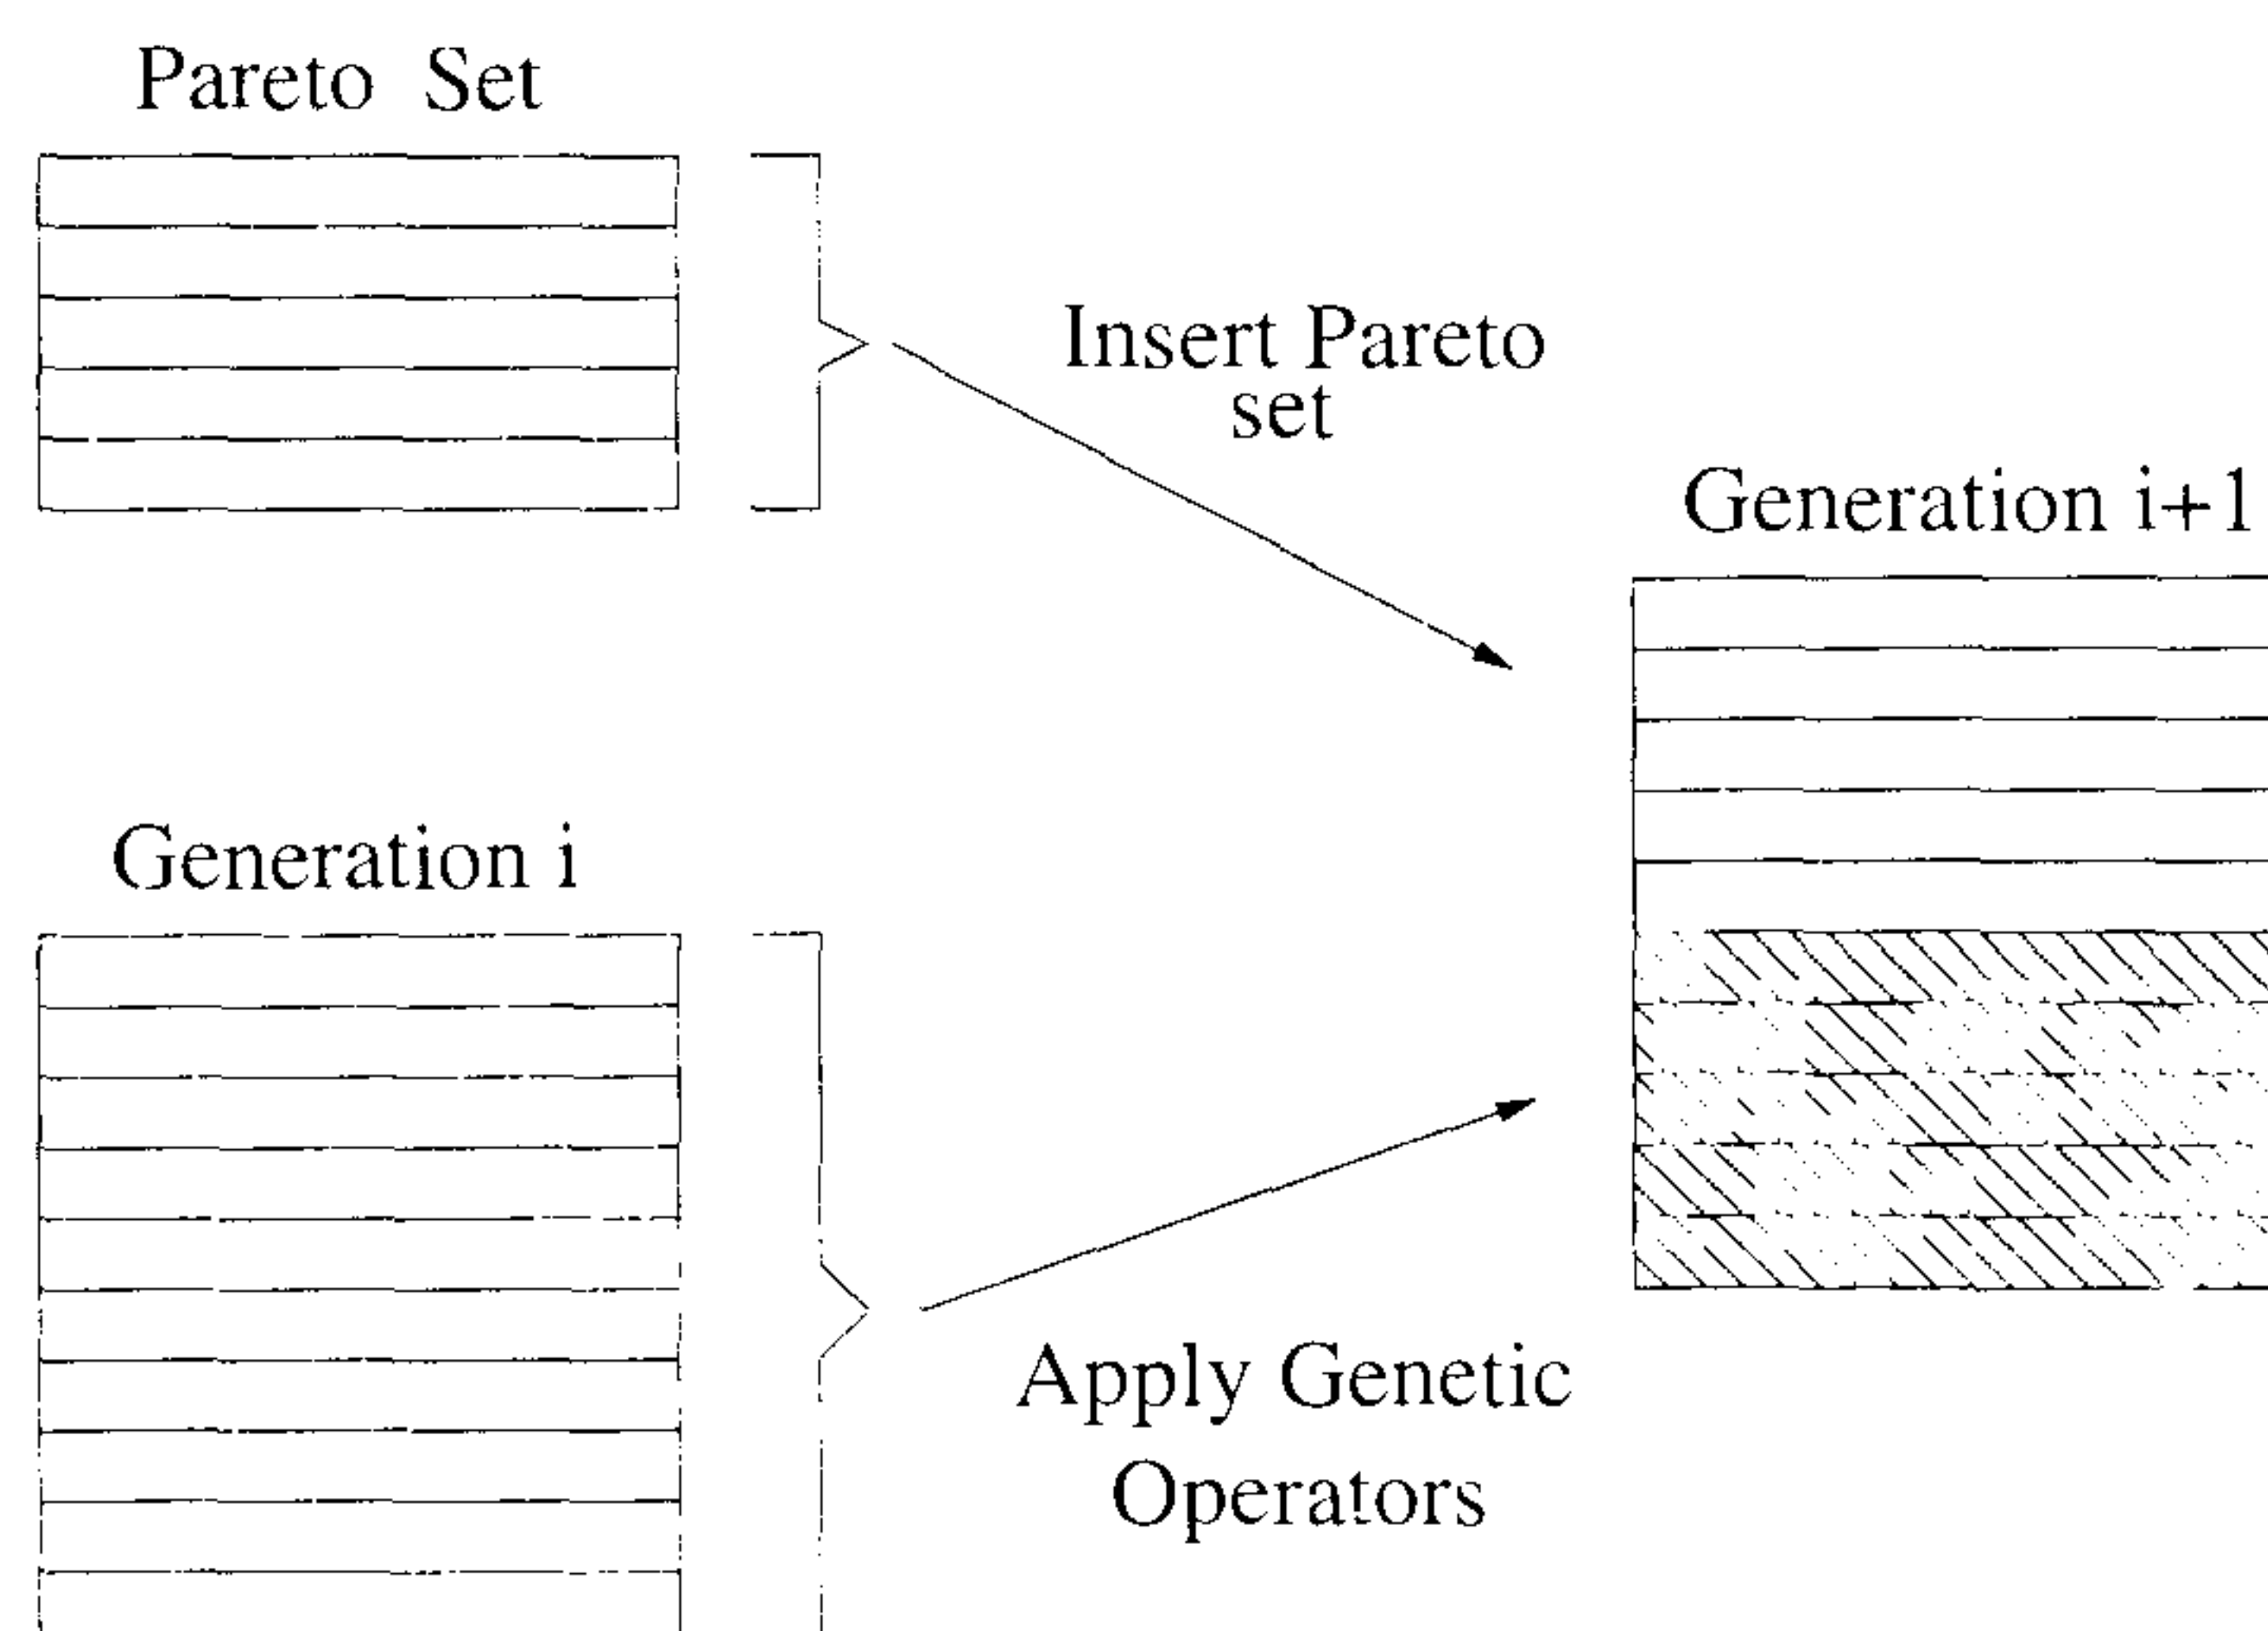 Pareto Set
Insert Pareto
set
Generation i+1
Generation i
Apply Genetic
Operators